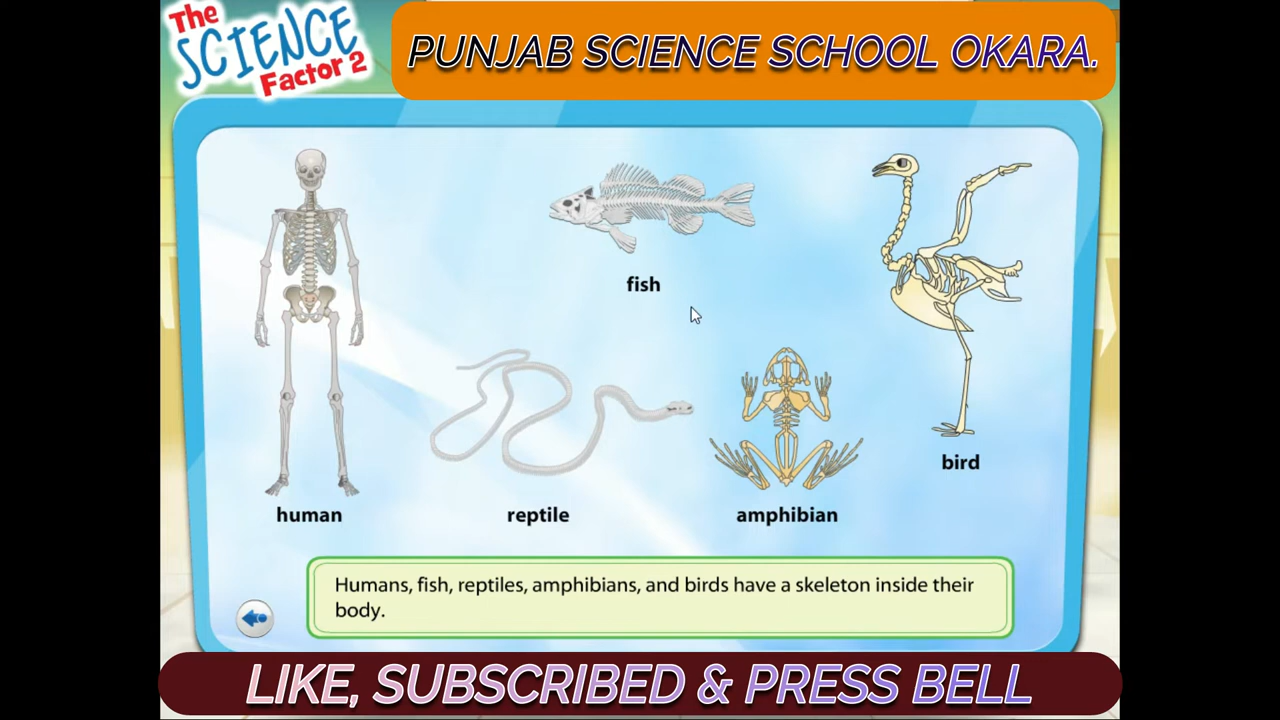 The
SCIENCE
Factor 2
PUNJAB SCIENCE SCHOOL OKARA.
fish
bird
human
reptile
amphibian
Humans, fish, reptiles, amphibians, and birds have a skeleton inside their
body.
LIKE, SUBSCRIBED & PRESS BELL